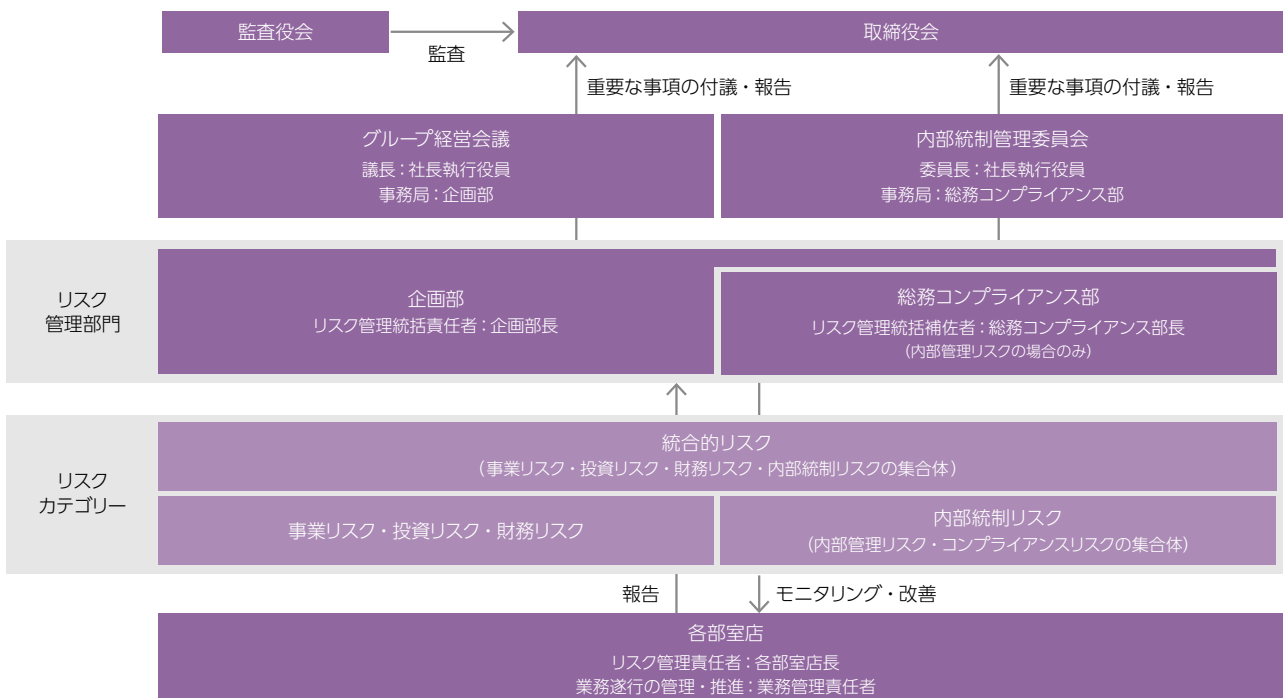 監査役会
監査
取締役会
重要な事項の付議・報告
重要な事項の付議・報告
グループ経営会議
議長：社長執行役員
事務局：企画部
内部統制管理委員会
委員長：社長執行役員
事務局：総務コンプライアンス部
リスク
管理部門
企画部
リスク管理統括責任者：企画部長
総務コンプライアンス部
リスク管理統括補佐者：総務コンプライアンス部長
（内部管理リスクの場合のみ）
リスク
カテゴリー
統合的リスク
（事業リスク・投資リスク・財務リスク・内部統制リスクの集合体）
事業リスク・投資リスク・財務リスク
内部統制リスク
（内部管理リスク・コンプライアンスリスクの集合体）
報告
モニタリング・改善
各部室店
リスク管理責任者：各部室店長
業務遂行の管理・推進：業務管理責任者